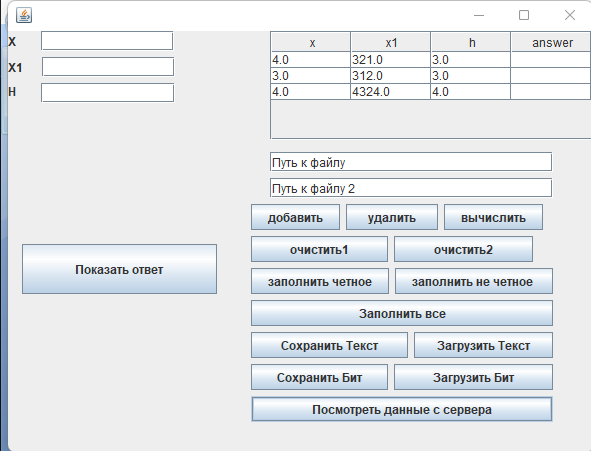 X
X1
H
x x1 h answer
4.0 321.0 3.0
3.0 312.0 3.0
4.0 4324.0 4.0
Путь к файлу
Путь к файлу 2
добавить удалить вычислить
очистить1 очистить2
Показать ответ
заполнить четное заполнить не четное
Заполнить все
Сохранить Текст Загрузить Текст
Сохранить Бит Загрузить Бит
Посмотреть данные с сервера